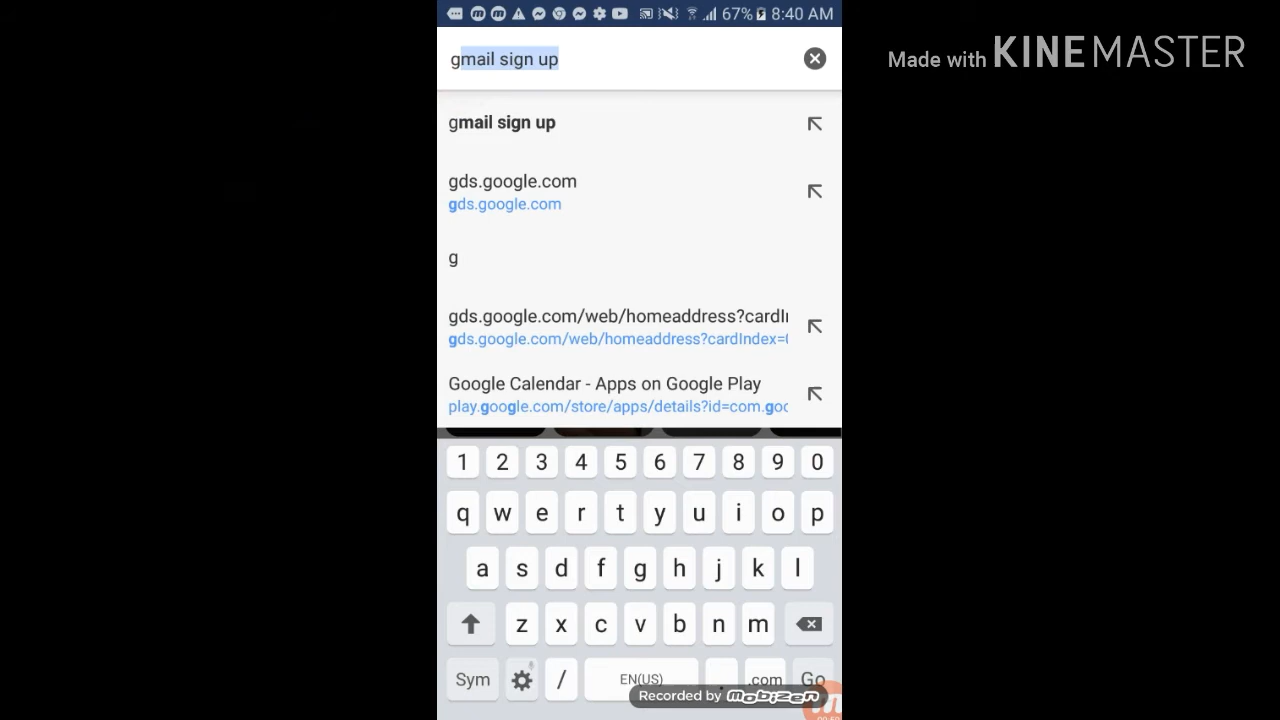 67% 8:40 AM
Made with KINEMASTER
gmail sign up
gmail sign up
gds.google.com
gds.google.com
g
gds.google.com/web/homeaddress?cardI
gds.google.com/web/homeaddress?cardIndex=
Google Calendar - Apps on Google Play
play.google.com/store/apps/details?id=com.goo
1 2 3 4 5 6 7 8 9 0
q w e r t y u i o p
a s d f g h j k l
z x c v b n m
Sym / EN(US) . .com Go
Recorded by Mobizen